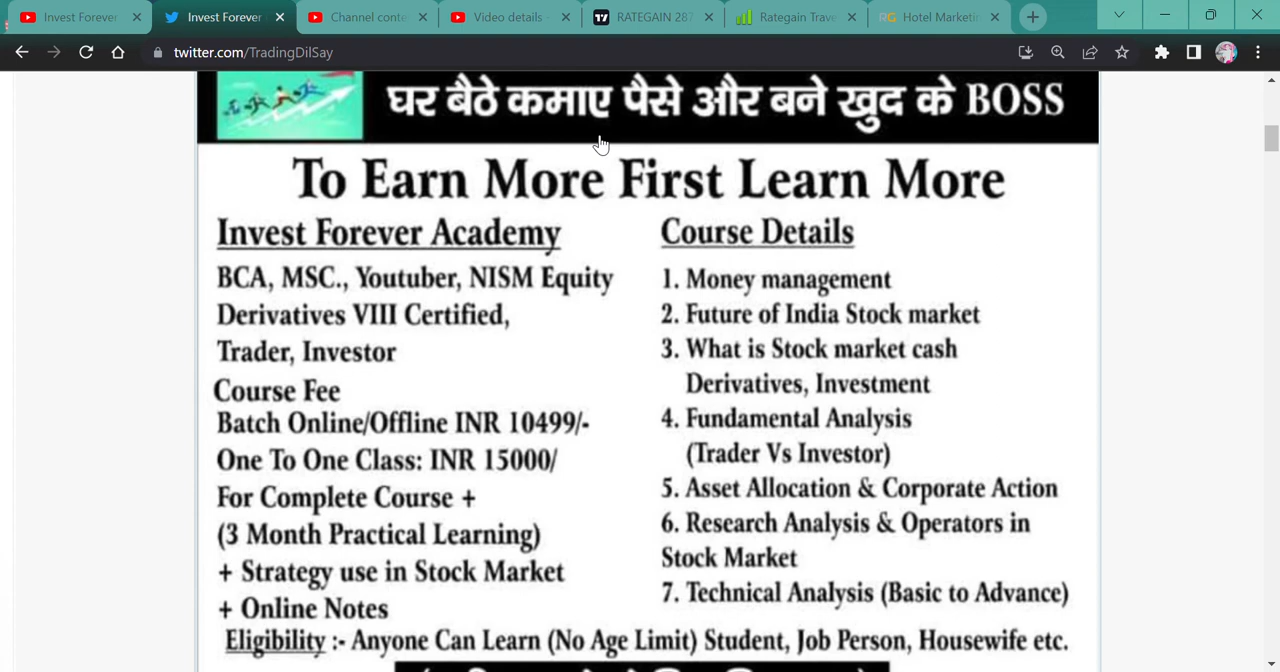 Invest Forever
Invest Forever
Channel conte
Video details -
RATEGAIN 287
Rategain Trave
Hotel Marketin
twitter.com/TradingDilSay
घर बैठे कमाए पैसे और बने खुद के BOSS
To Earn More First Learn More
Invest Forever Academy
BCA, MSC., Youtuber, NISM Equity
Derivatives VIII Certified,
Trader, Investor
Course Fee
Batch Online/Offline INR 10499/-
One To One Class: INR 15000/
For Complete Course +
(3 Month Practical Learning)
+ Strategy use in Stock Market
+ Online Notes
Course Details
1. Money management
2. Future of India Stock market
3. What is Stock market cash
Derivatives, Investment
4. Fundamental Analysis
(Trader Vs Investor)
5. Asset Allocation & Corporate Action
6. Research Analysis & Operators in
Stock Market
7. Technical Analysis (Basic to Advance)
Eligibility :- Anyone Can Learn (No Age Limit) Student, Job Person, Housewife etc.